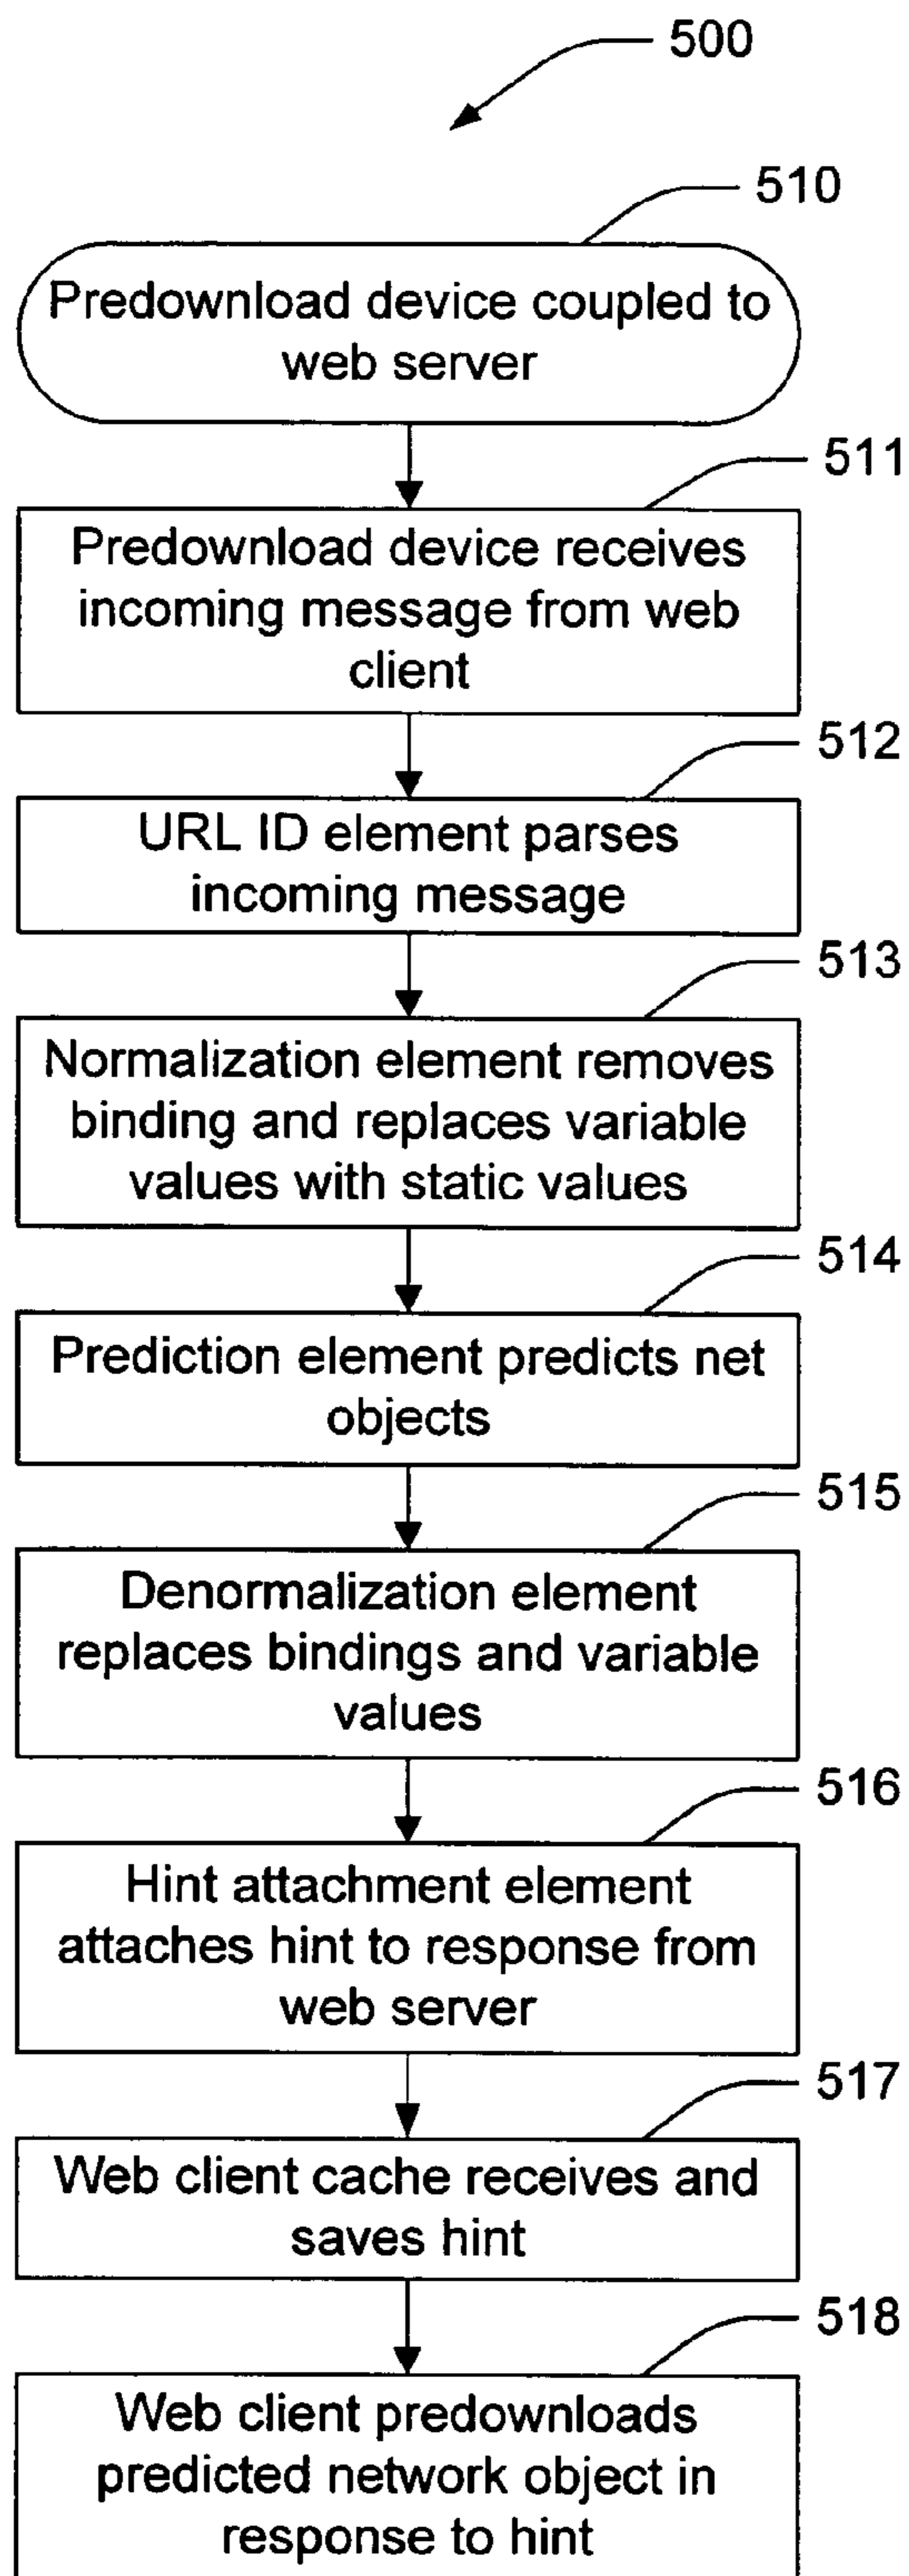 500
510
Predownload device coupled to
web server
511
Predownload device receives
incoming message from web
client
512
URL ID element parses
incoming message
513
Normalization element removes
binding and replaces variable
values with static values
514
Prediction element predicts net
objects
515
Denormalization element
replaces bindings and variable
values
516
Hint attachment element
attaches hint to response from
web server
517
Web client cache receives and
saves hint
518
Web client predownloads
predicted network object in
response to hint